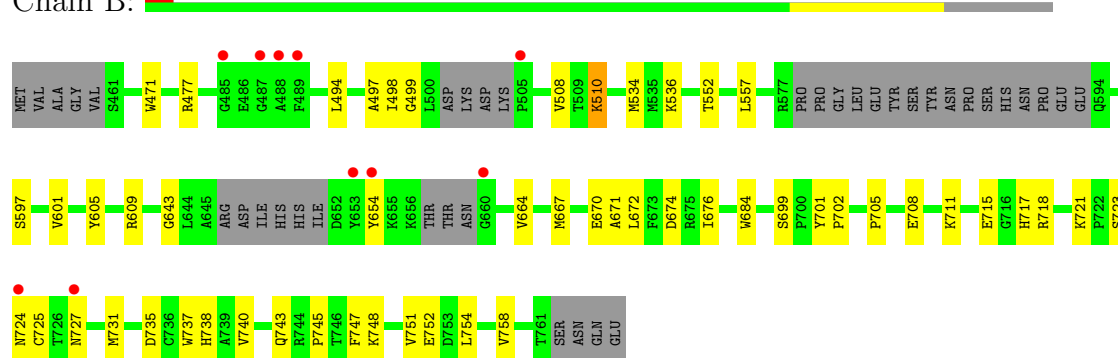 Chain B:
MET VAL ALA GLY VAL S461 W471 R477 G485 E486 G487 A488 F489 L494 A497 I498 G499 L500 ASP LYS ASP LYS P505 V508 T509 K510 M534 M535 K536 T552 L557 R577 PRO PRO GLY LEU GLU TYR SER TYR ASN PRO SER HIS ASN PRO GLU GLU Q594
S597 V601 Y605 R609 G643 L644 A645 ARG ASP ILE HIS HIS ILE D652 Y653 Y654 K655 K656 THR THR ASN G660 V664 M667 E670 A671 L672 F673 D674 R675 I676 W684 S699 P700 Y701 P702 P705 E708 K711 E715 G716 H717 R718 K721 P722
N724 C725 T726 N727 M731 D735 C736 W737 H738 A739 V740 Q743 R744 P745 T746 F747 K748 V751 E752 D753 L754 V758 T761 SER ASN GLN GLU